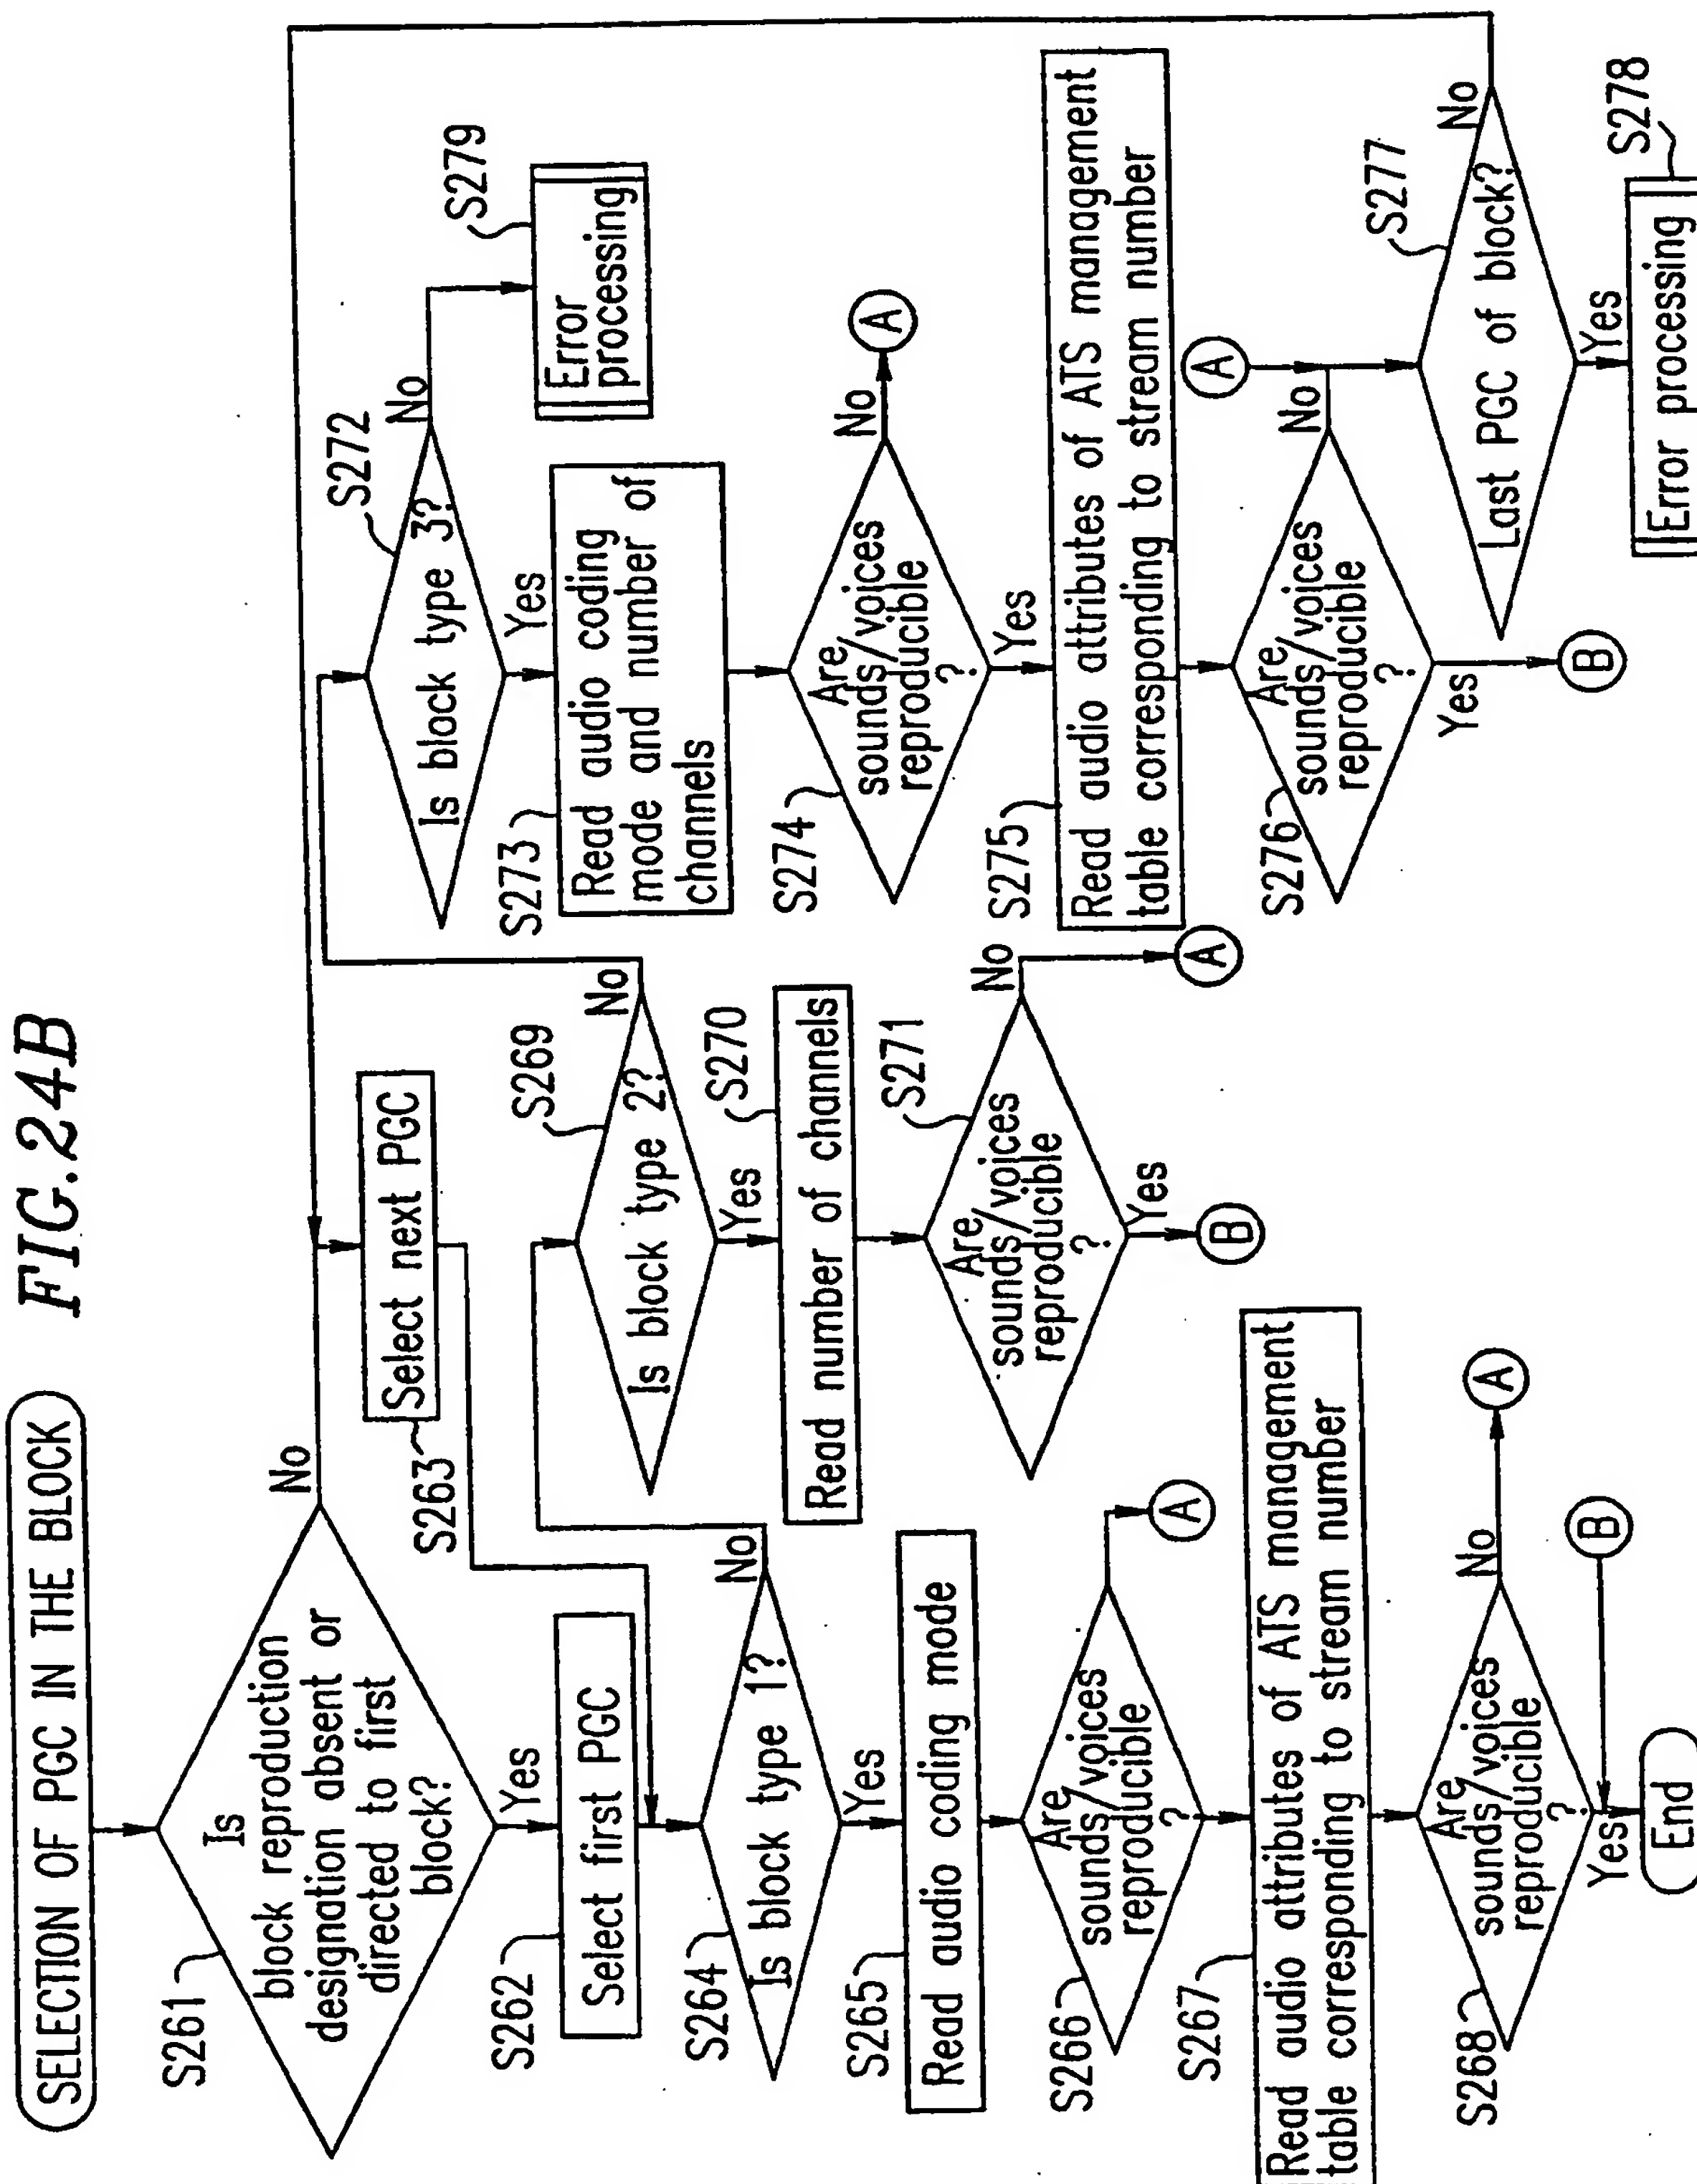 FIG.24B
SELECTION OF PGC IN THE BLOCK
S261
Is
block reproduction
designation absent or
directed to first
block?
No
Yes
S262
Select first PGC
S263
Select next PGC
S264
Is block type 1?
No
Yes
S265
Read audio coding mode
S266
Are
sounds/voices
reproducible
?
A
S267
Read audio attributes of ATS management
table corresponding to stream number
S268
Are
sounds/voices
reproducible
?
No
A
Yes
B
End
S269
Is block type 2?
No
Yes
S270
Read number of channels
S271
Are
sounds/voices
reproducible
?
No
A
Yes
B
S272
Is block type 3?
No
S279
Error
processing
Yes
S273
Read audio coding
mode and number of
channels
S274
Are
sounds/voices
reproducible
?
No
A
Yes
S275
Read audio attributes of ATS management
table corresponding to stream number
S276
Are
sounds/voices
reproducible
?
No
A
Yes
B
S277
Last PGC of block?
No
Yes
S278
Error processing